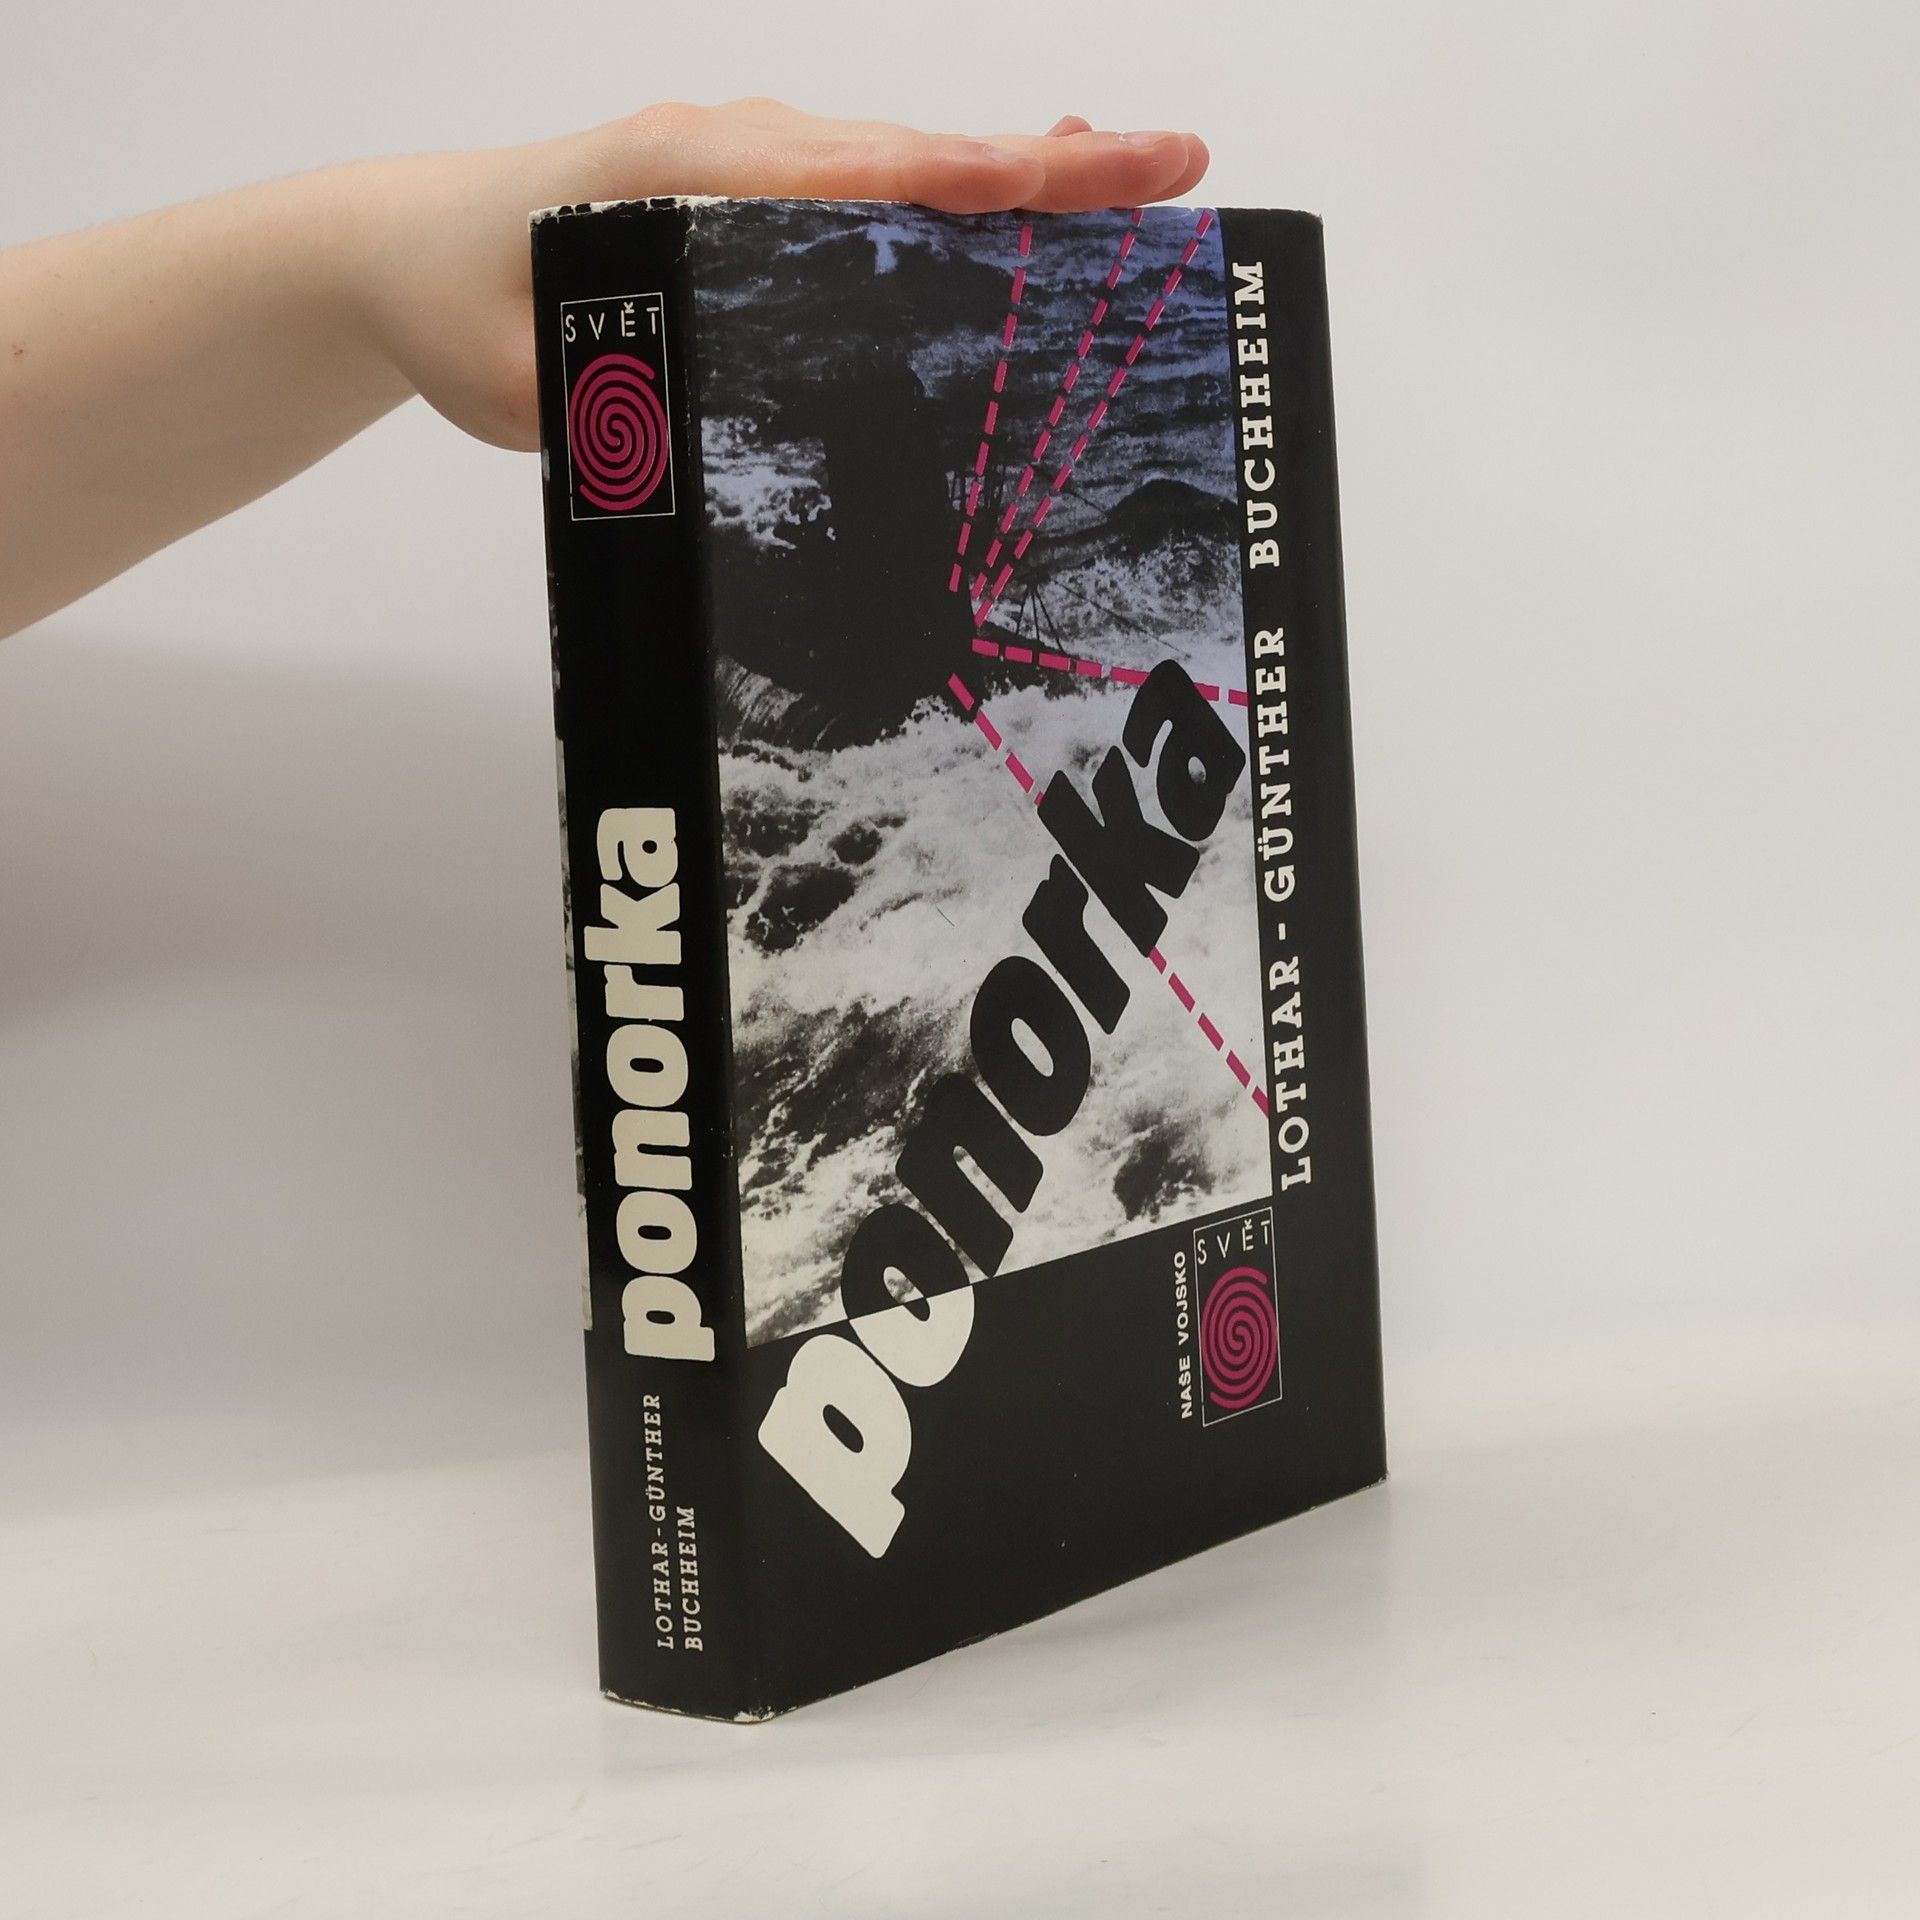 SVĚT
ponorka
LOTHAR-GÜNTHER
BUCHHEIM
LOTHAR-GÜNTHER BUCHHEIM
ponorka
NAŠE VOJSKO
SVĚT